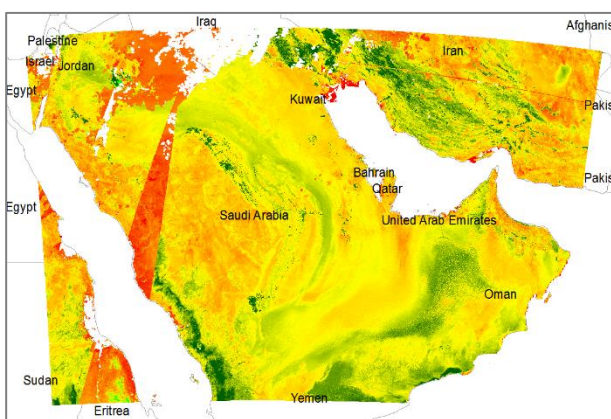 Iraq
Afghanis
Palestine
Iran
Israel
Jordan
Egypt
Kuwait
Pakis
Bahrain
Pakis
Qatar
Egypt
Saudi Arabia
United Arab Emirates
Oman
Sudan
Yemen
Eritrea